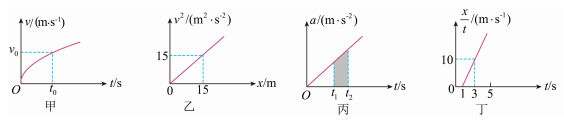 v/(m·s⁻¹)
v₀
O
t₀
t/s
甲
v²/(m²·s⁻²)
15
0
15
x/m
乙
a/(m·s⁻²)
O
t₁
t₂
t/s
丙
x/t/(m·s⁻¹)
10
0
1
3
5
t/s
丁